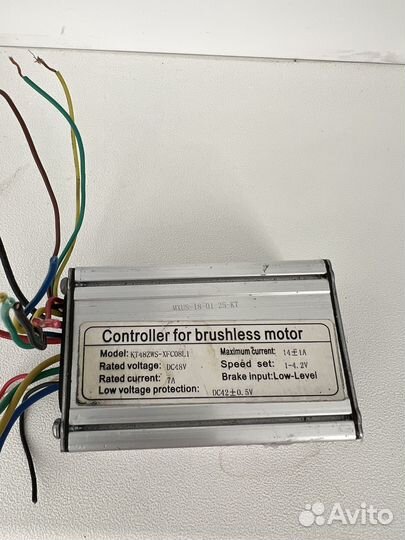 MXUS-18-01-25-KT
Controller for brushless motor
Model: KT48ZWS-XFC08L1 Maximum current: 14±1A
Rated voltage: DC48V Speed set: 1-4.2V
Rated current: 7A Brake input:Low-Level
Low voltage protection: DC42±0.5V
Avito